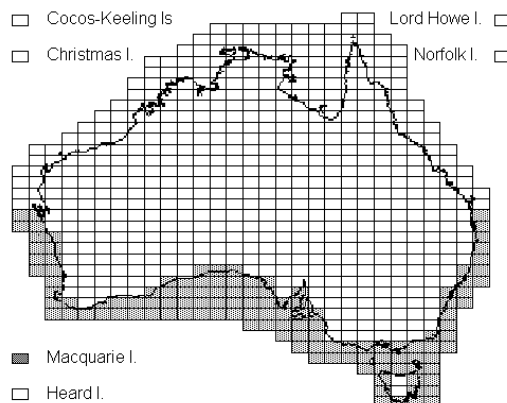 Cocos-Keeling Is
Lord Howe I.
Christmas I.
Norfolk I.
Macquarie I.
Heard I.